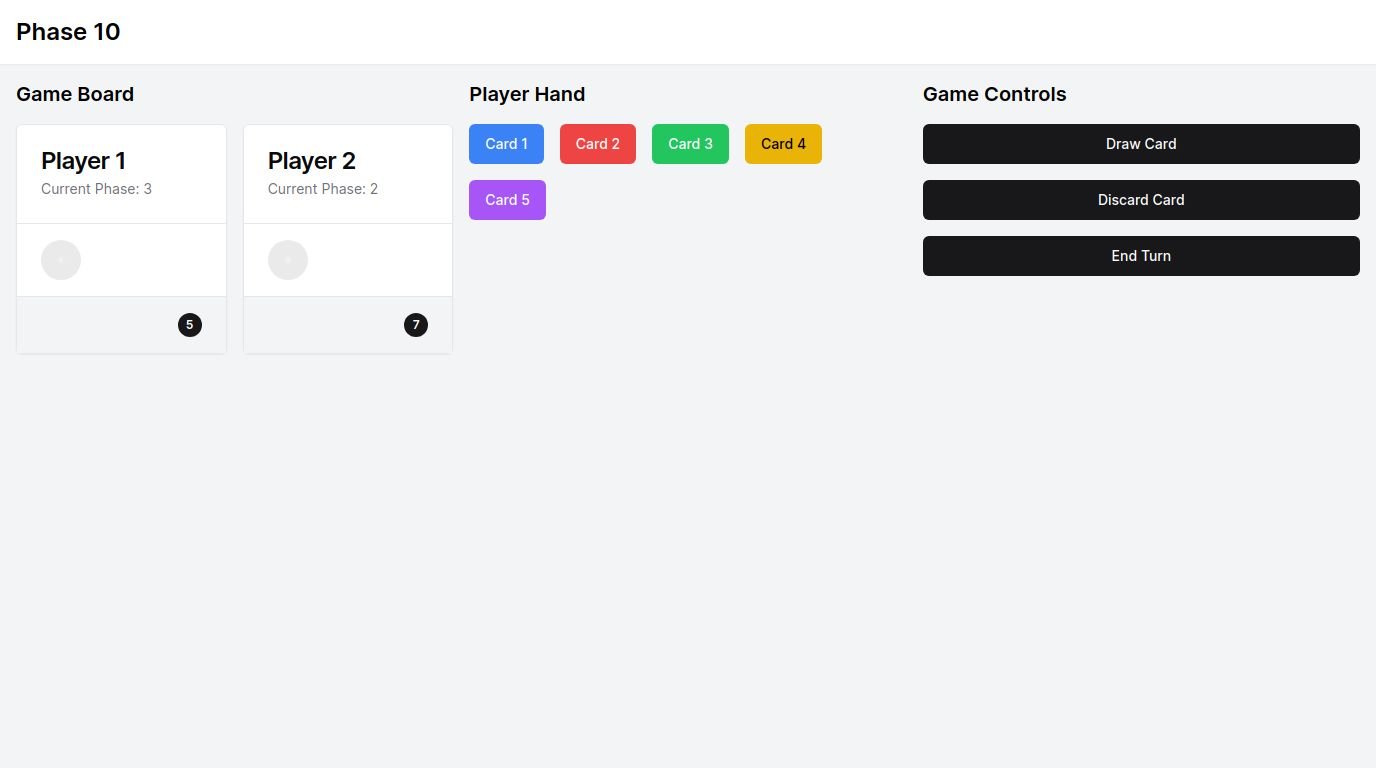 Phase 10
Game Board
Player 1
Current Phase: 3
5
Player 2
Current Phase: 2
7
Player Hand
Card 1
Card 2
Card 3
Card 4
Card 5
Game Controls
Draw Card
Discard Card
End Turn